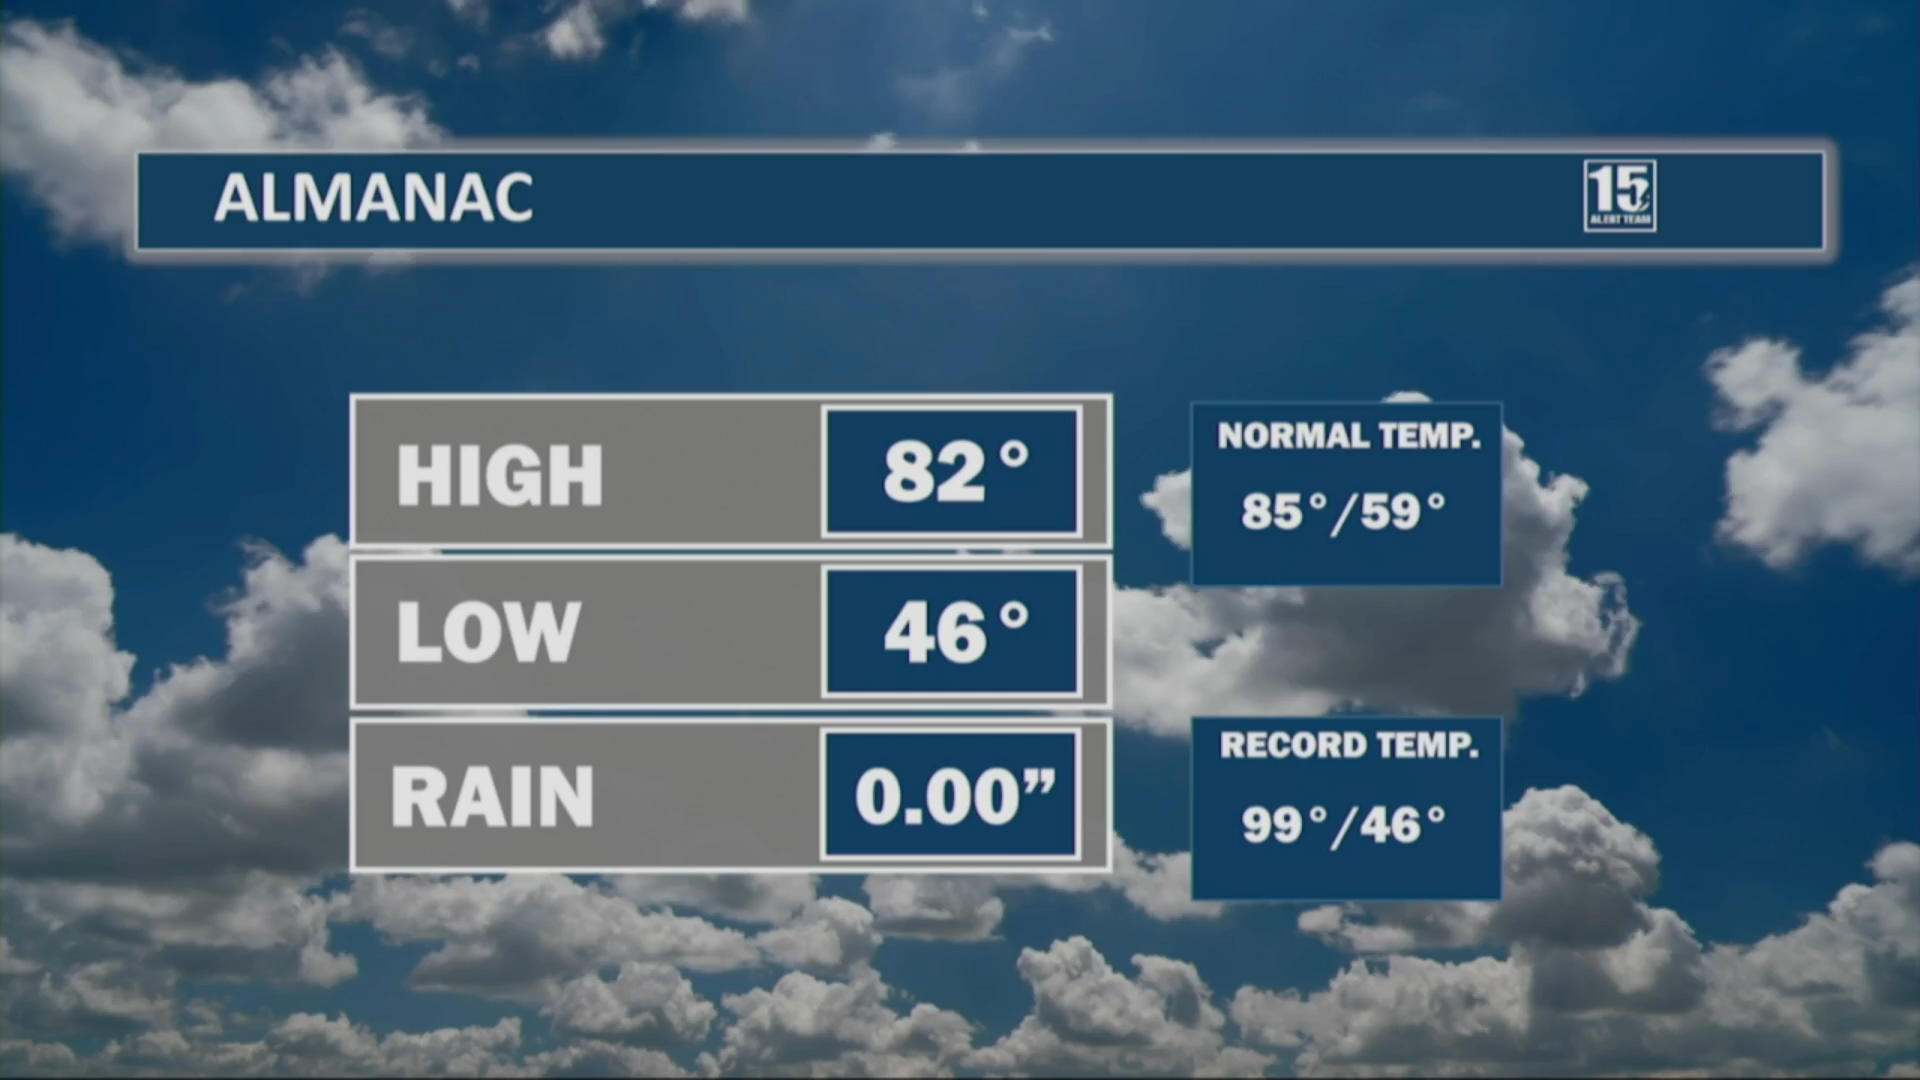 ALMANAC
15
ALERT TEAM
HIGH 82°
LOW 46°
RAIN 0.00”
NORMAL TEMP.
85°/59°
RECORD TEMP.
99°/46°